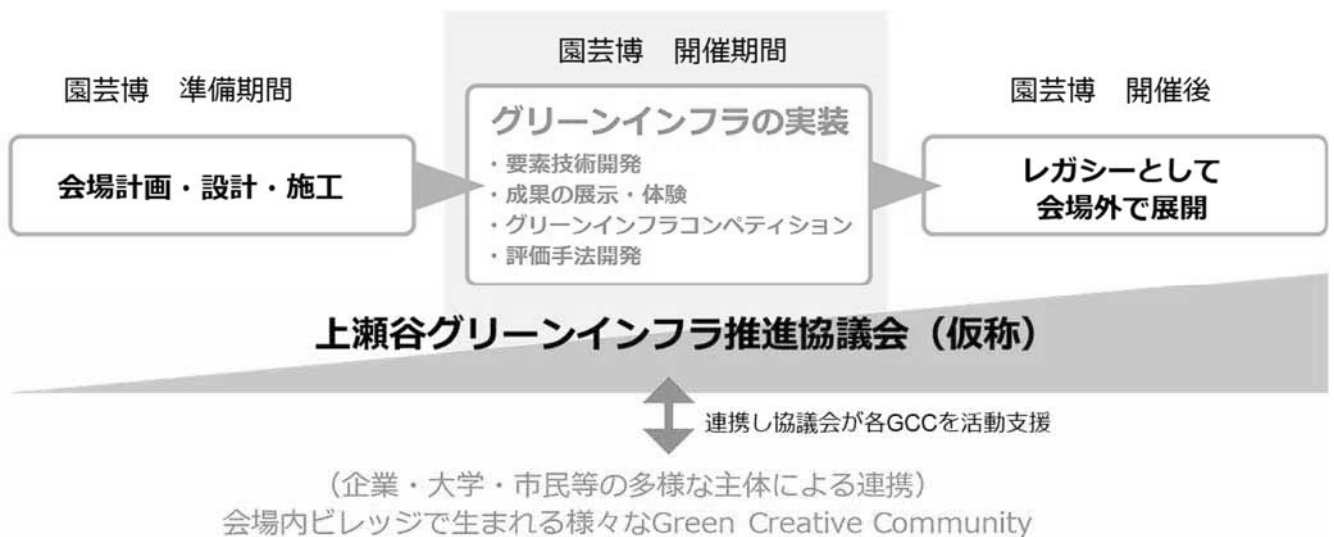 園芸博　準備期間
会場計画・設計・施工
園芸博　開催期間
グリーンインフラの実装
・要素技術開発
・成果の展示・体験
・グリーンインフラコンペティション
・評価手法開発
園芸博　開催後
レガシーとして
会場外で展開
上瀬谷グリーンインフラ推進協議会（仮称）
連携し協議会が各GCCを活動支援
（企業・大学・市民等の多様な主体による連携）
会場内ビレッジで生まれる様々なGreen Creative Community